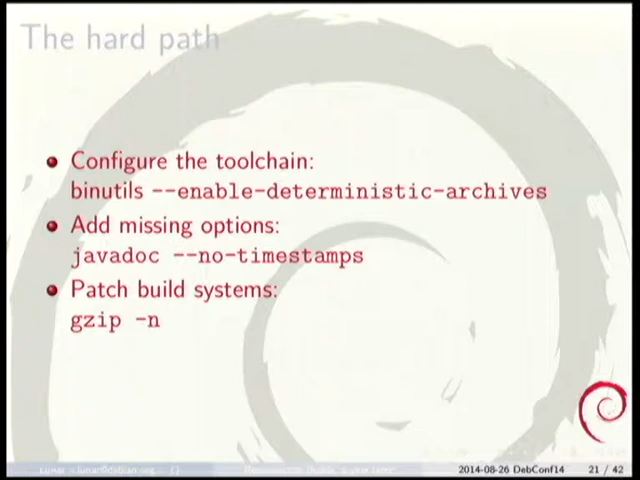 The hard path
Configure the toolchain:
binutils --enable-deterministic-archives
Add missing options:
javadoc --no-timestamps
Patch build systems:
gzip -n
2014-08-26 DebConf14
21 / 42